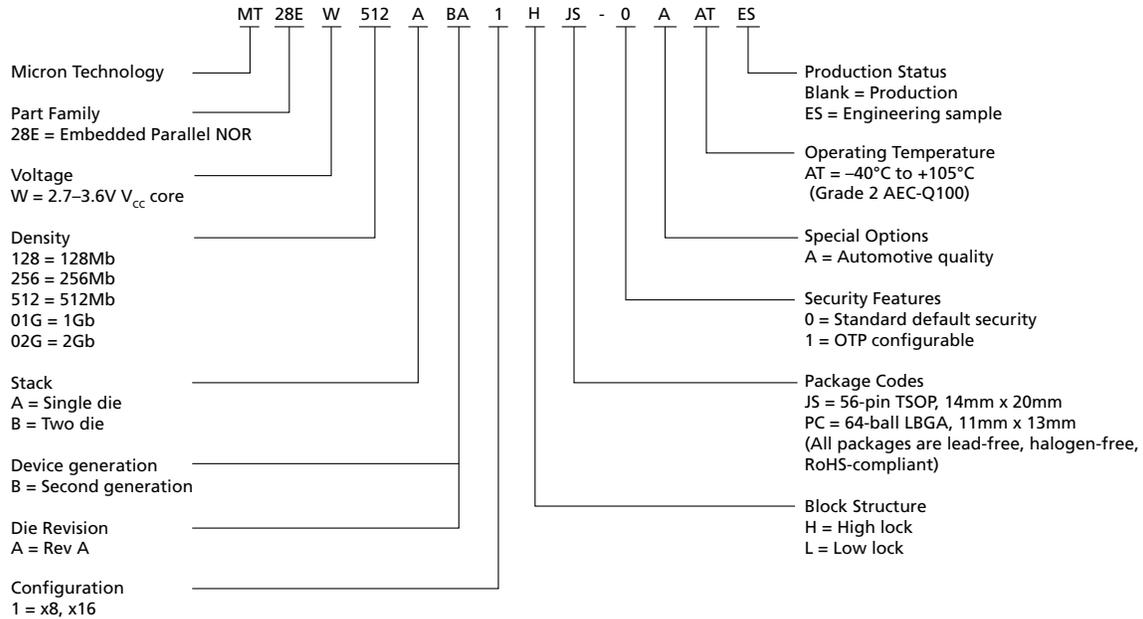 MT 28E W 512 A BA 1 H JS - 0 A AT ES
Micron Technology
Part Family
28E = Embedded Parallel NOR
Voltage
W = 2.7–3.6V Vcc core
Density
128 = 128Mb
256 = 256Mb
512 = 512Mb
01G = 1Gb
02G = 2Gb
Stack
A = Single die
B = Two die
Device generation
B = Second generation
Die Revision
A = Rev A
Configuration
1 = x8, x16
Production Status
Blank = Production
ES = Engineering sample
Operating Temperature
AT = –40°C to +105°C
(Grade 2 AEC-Q100)
Special Options
A = Automotive quality
Security Features
0 = Standard default security
1 = OTP configurable
Package Codes
JS = 56-pin TSOP, 14mm x 20mm
PC = 64-ball LBGA, 11mm x 13mm
(All packages are lead-free, halogen-free,
RoHS-compliant)
Block Structure
H = High lock
L = Low lock